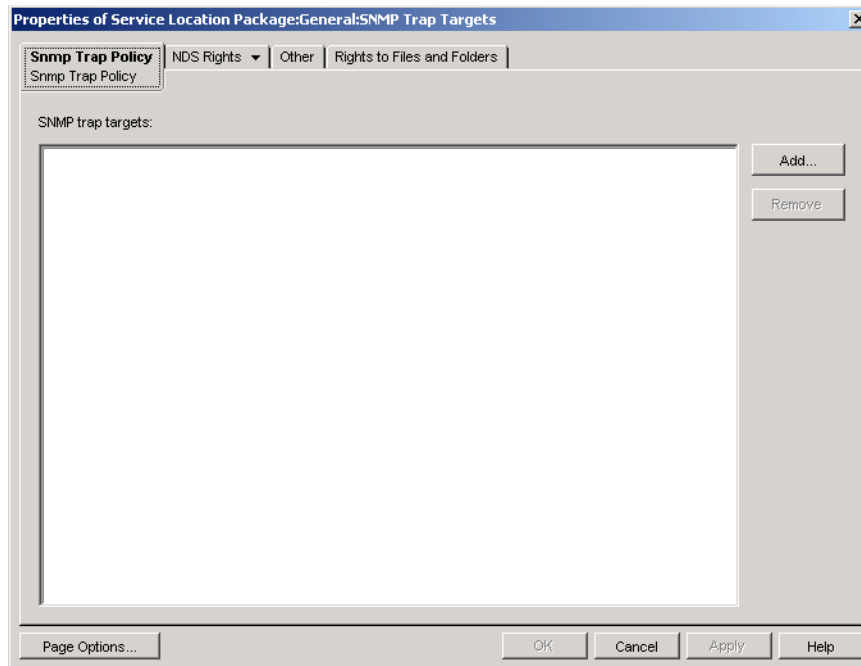 Properties of Service Location Package:General:SNMP Trap Targets
Snmp Trap Policy NDS Rights Other Rights to Files and Folders
Snmp Trap Policy
SNMP trap targets:
Add...
Remove
Page Options... OK Cancel Apply Help